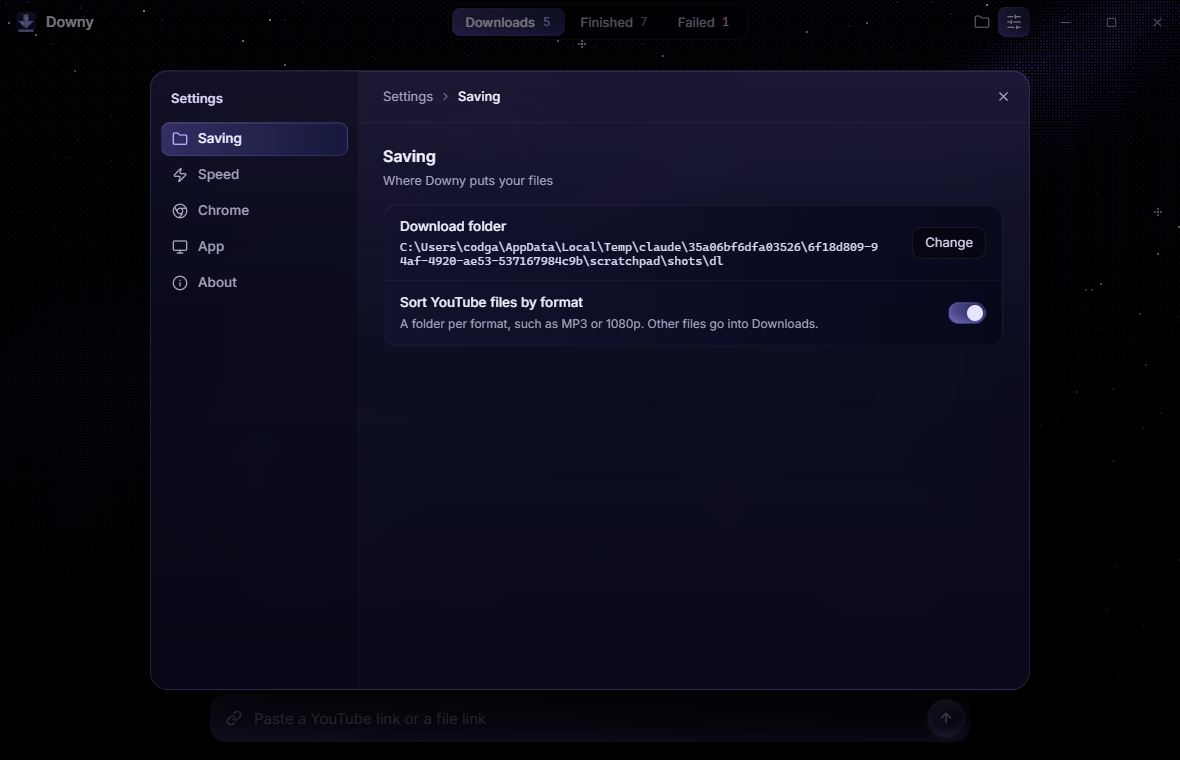 Downy
Downloads 5 Finished 7 Failed 1
Settings
Settings > Saving
Saving
Speed
Chrome
App
About
Saving
Where Downy puts your files
Download folder
C:\Users\codga\AppData\Local\Temp\claude\35a06bf6dfa03526\6f18d809-9
4af-4920-ae53-537167984c9b\scratchpad\shots\dl
Change
Sort YouTube files by format
A folder per format, such as MP3 or 1080p. Other files go into Downloads.
Paste a YouTube link or a file link